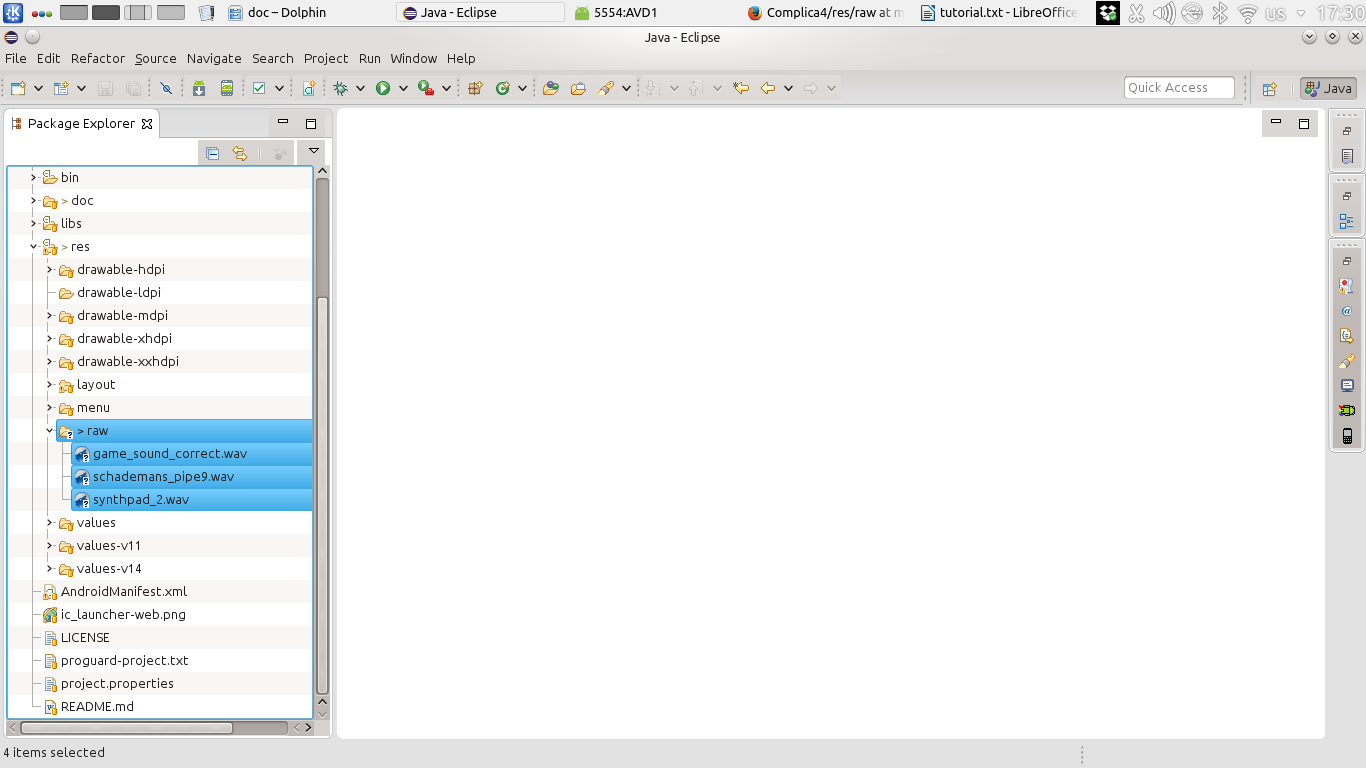 doc – Dolphin
Java - Eclipse
5554:AVD1
Complica4/res/raw at m
tutorial.txt - LibreOffice
us
17:30
Java - Eclipse
File Edit Refactor Source Navigate Search Project Run Window Help
Quick Access
Java
Package Explorer
bin
> doc
libs
> res
drawable-hdpi
drawable-ldpi
drawable-mdpi
drawable-xhdpi
drawable-xxhdpi
layout
menu
> raw
game_sound_correct.wav
schademans_pipe9.wav
synthpad_2.wav
values
values-v11
values-v14
AndroidManifest.xml
ic_launcher-web.png
LICENSE
proguard-project.txt
project.properties
README.md
4 items selected